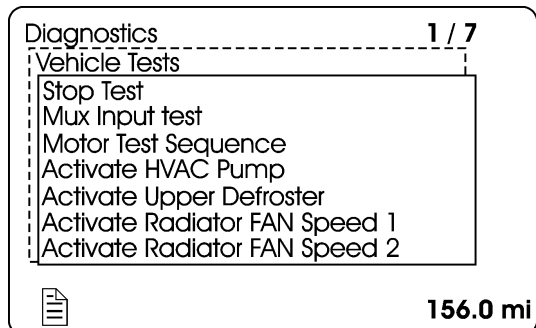 Diagnostics 1 / 7
Vehicle Tests
Stop Test
Mux Input test
Motor Test Sequence
Activate HVAC Pump
Activate Upper Defroster
Activate Radiator FAN Speed 1
Activate Radiator FAN Speed 2
156.0 mi